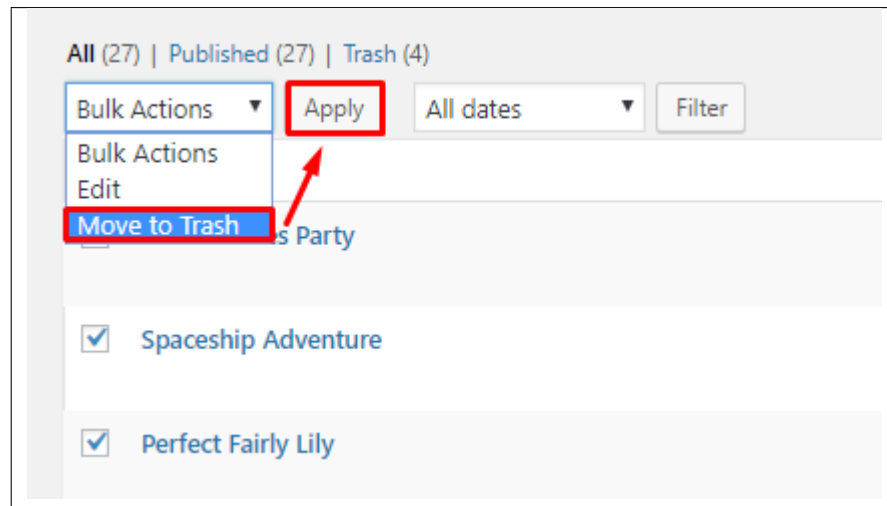 All (27) | Published (27) | Trash (4)
Bulk Actions Apply All dates Filter
Bulk Actions
Edit
Move to Trash
Party
Spaceship Adventure
Perfect Fairly Lily